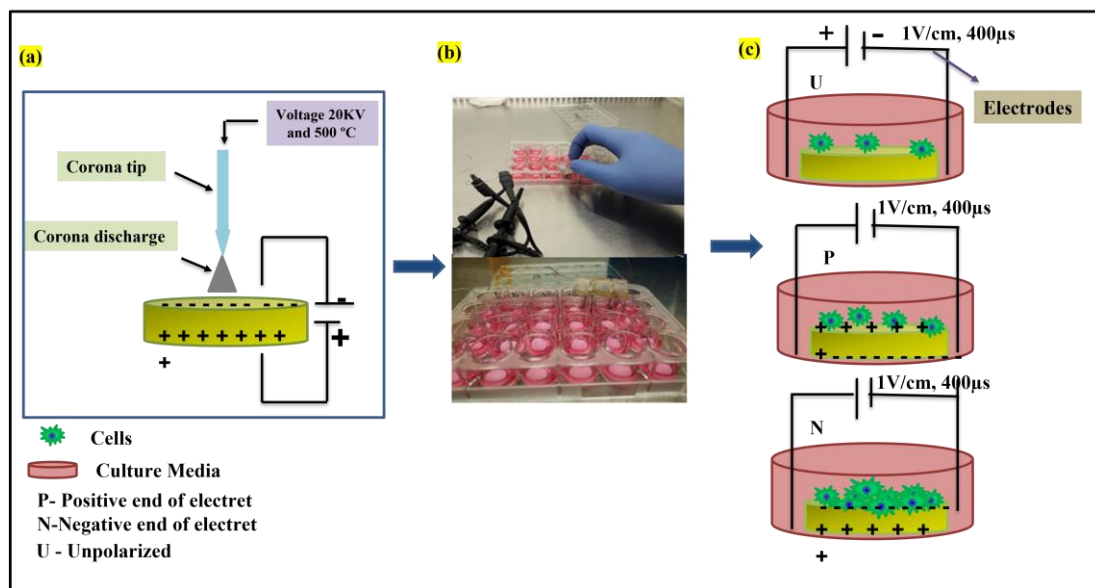 (a)
Voltage 20KV
and 500 ºC
Corona tip
Corona discharge
- - - - - - - - -
+ + + + + + +
+
-
+
Cells
Culture Media
P- Positive end of electret
N-Negative end of electret
U - Unpolarized
(b)
(c)
+ -
1V/cm, 400µs
U
Electrodes
1V/cm, 400µs
P
+ + + + +
+
1V/cm, 400µs
N
+ + + + +
+